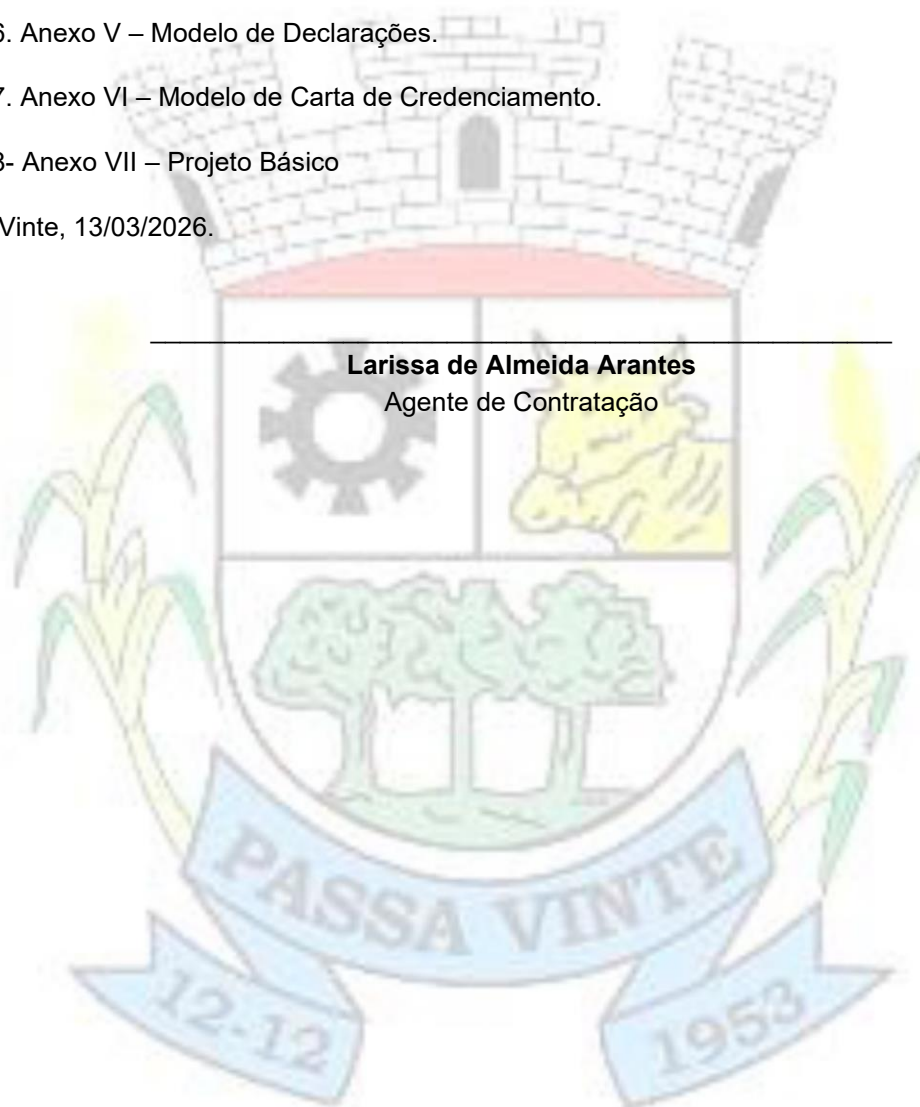 6. Anexo V – Modelo de Declarações.
7. Anexo VI – Modelo de Carta de Credenciamento.
8- Anexo VII – Projeto Básico
Vinte, 13/03/2026.
Larissa de Almeida Arantes
Agente de Contratação
PASSA VINTE
12-12
1953